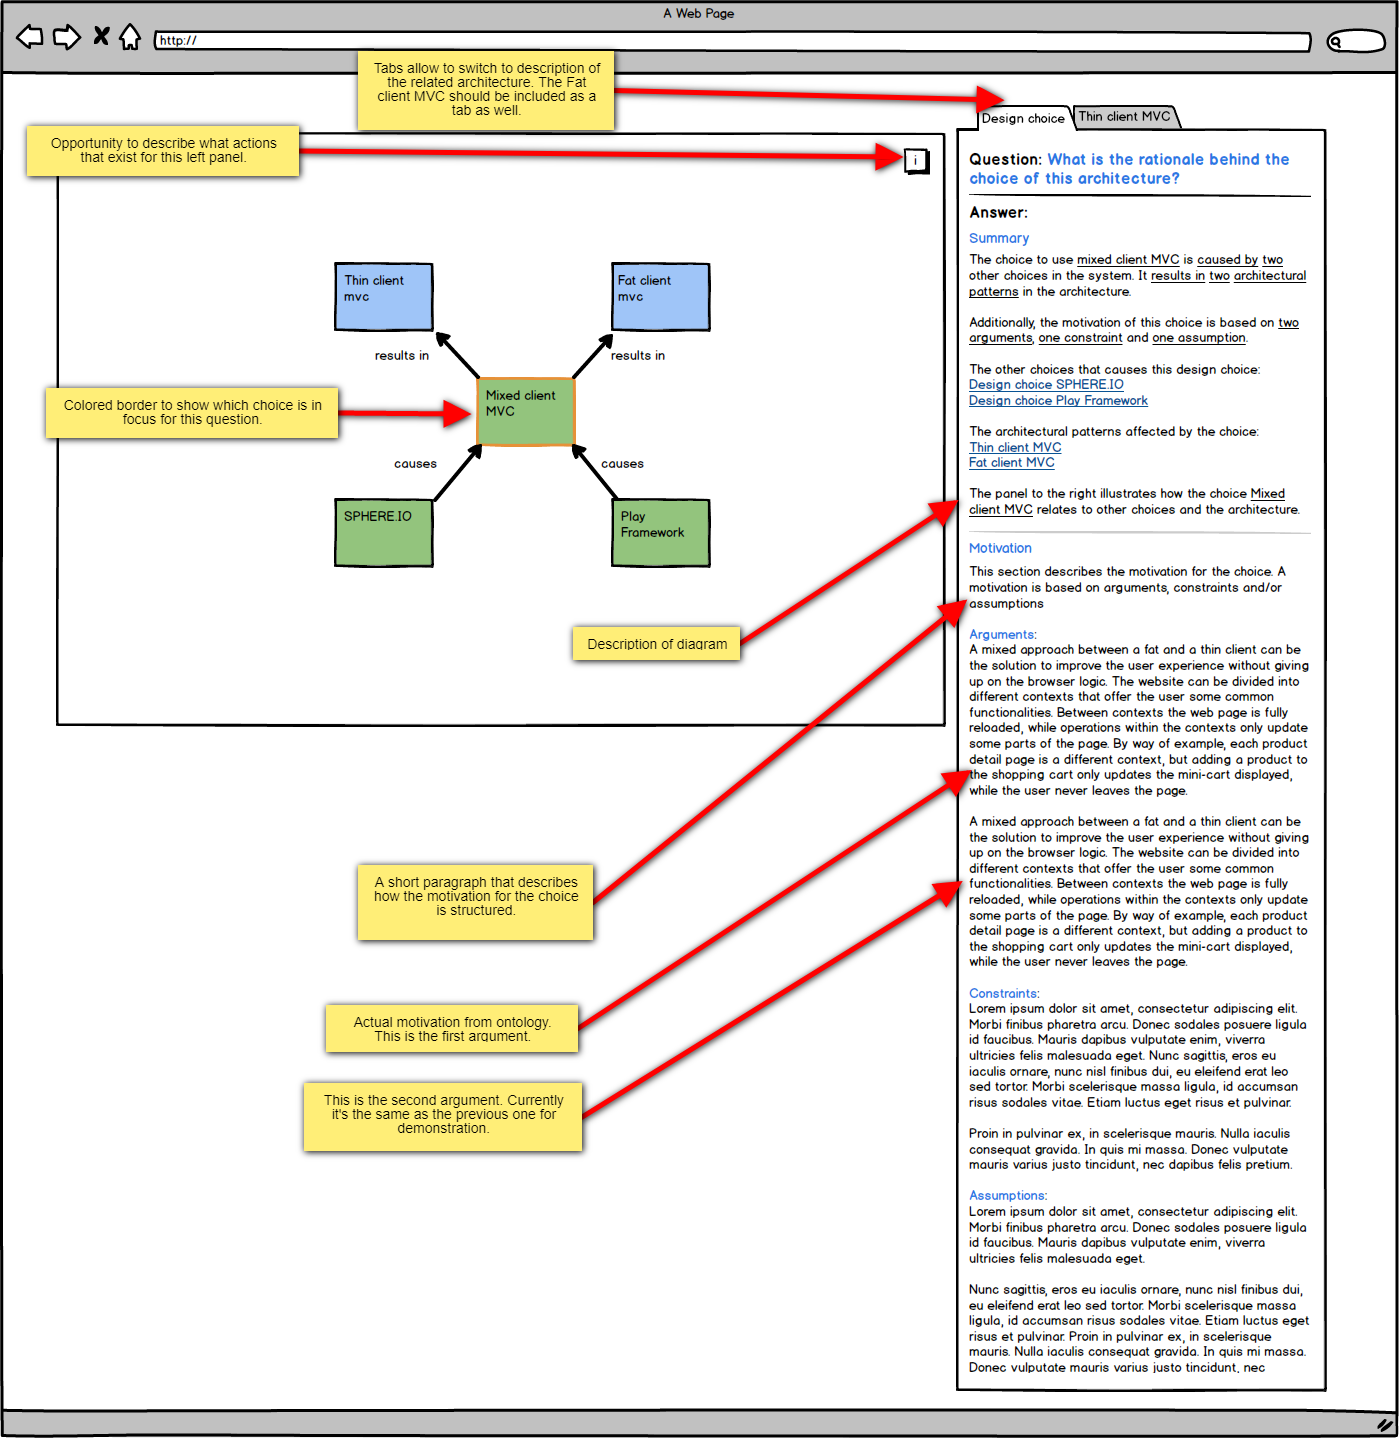 A Web Page
http://
Tabs allow to switch to description of
the related architecture. The Fat
client MVC should be included as a
tab as well.
Opportunity to describe what actions
that exist for this left panel.
i
Thin client
mvc
Fat client
mvc
results in
results in
Mixed client
MVC
Colored border to show which choice is in
focus for this question.
causes
causes
SPHERE.IO
Play
Framework
Description of diagram
A short paragraph that describes
how the motivation for the choice
is structured.
Actual motivation from ontology.
This is the first argument.
This is the second argument. Currently
it's the same as the previous one for
demonstration.
Design choice
Thin client MVC
Question: What is the rationale behind the
choice of this architecture?
Answer:
Summary
The choice to use mixed client MVC is caused by two
other choices in the system. It results in two architectural
patterns in the architecture.
Additionally, the motivation of this choice is based on two
arguments, one constraint and one assumption.
The other choices that causes this design choice:
Design choice SPHERE.IO
Design choice Play Framework
The architectural patterns affected by the choice:
Thin client MVC
Fat client MVC
The panel to the right illustrates how the choice Mixed
client MVC relates to other choices and the architecture.
Motivation
This section describes the motivation for the choice. A
motivation is based on arguments, constraints and/or
assumptions
Arguments:
A mixed approach between a fat and a thin client can be
the solution to improve the user experience without giving
up on the browser logic. The website can be divided into
different contexts that offer the user some common
functionalities. Between contexts the web page is fully
reloaded, while operations within the contexts only update
some parts of the page. By way of example, each product
detail page is a different context, but adding a product to
the shopping cart only updates the mini-cart displayed,
while the user never leaves the page.
A mixed approach between a fat and a thin client can be
the solution to improve the user experience without giving
up on the browser logic. The website can be divided into
different contexts that offer the user some common
functionalities. Between contexts the web page is fully
reloaded, while operations within the contexts only update
some parts of the page. By way of example, each product
detail page is a different context, but adding a product to
the shopping cart only updates the mini-cart displayed,
while the user never leaves the page.
Constraints:
Lorem ipsum dolor sit amet, consectetur adipiscing elit.
Morbi finibus pharetra arcu. Donec sodales posuere ligula
id faucibus. Mauris dapibus vulputate enim, viverra
ultricies felis malesuada eget. Nunc sagittis, eros eu
iaculis ornare, nunc nisl finibus dui, eu eleifend erat leo
sed tortor. Morbi scelerisque massa ligula, id accumsan
risus sodales vitae. Etiam luctus eget risus et pulvinar.
Proin in pulvinar ex, in scelerisque mauris. Nulla iaculis
consequat gravida. In quis mi massa. Donec vulputate
mauris varius justo tincidunt, nec dapibus felis pretium.
Assumptions:
Lorem ipsum dolor sit amet, consectetur adipiscing elit.
Morbi finibus pharetra arcu. Donec sodales posuere ligula
id faucibus. Mauris dapibus vulputate enim, viverra
ultricies felis malesuada eget.
Nunc sagittis, eros eu iaculis ornare, nunc nisl finibus dui,
eu eleifend erat leo sed tortor. Morbi scelerisque massa
ligula, id accumsan risus sodales vitae. Etiam luctus eget
risus et pulvinar. Proin in pulvinar ex, in scelerisque
mauris. Nulla iaculis consequat gravida. In quis mi massa.
Donec vulputate mauris varius justo tincidunt, nec